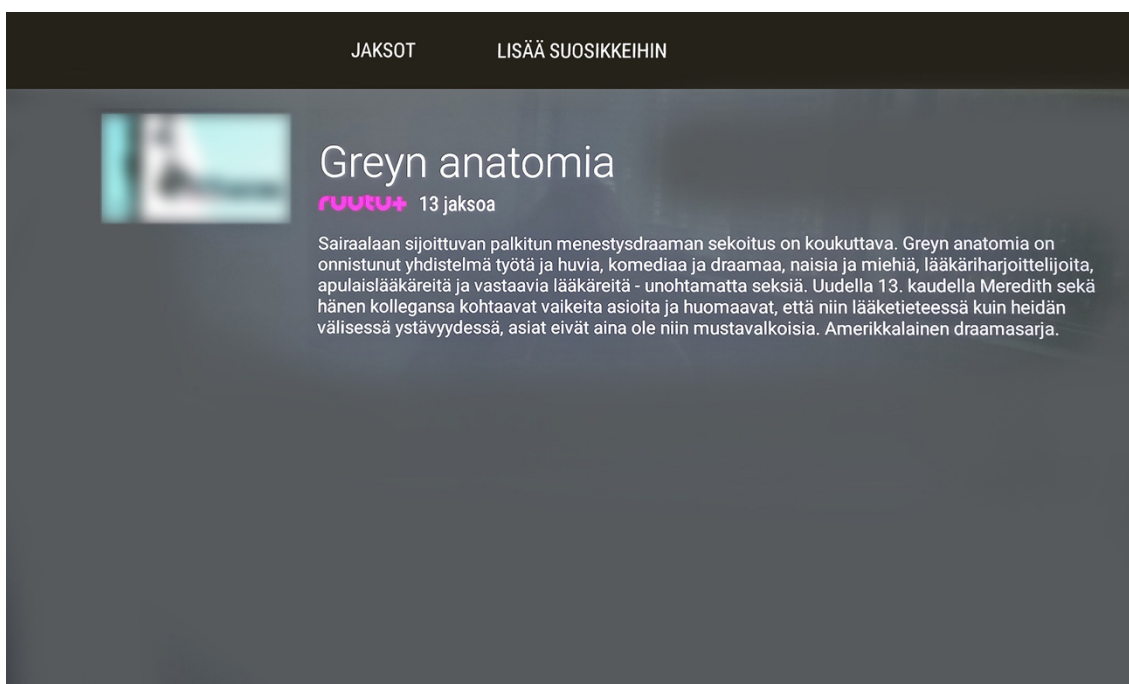 JAKSOT LISÄÄ SUOSIKKEIHIN
Greyn anatomia
ruutu+ 13 jaksoa
Sairaalaan sijoittuvan palkitun menestysdraaman sekoitus on koukuttava. Greyn anatomia on
onnistunut yhdistelmä työtä ja huvia, komediaa ja draamaa, naisia ja miehiä, lääkäriharjoittelijoita,
apulaislääkäreitä ja vastaavia lääkäreitä - unohtamatta seksiä. Uudella 13. kaudella Meredith sekä
hänen kollegansa kohtaavat vaikeita asioita ja huomaavat, että niin lääketieteessä kuin heidän
välisessä ystävyydessä, asiat eivät aina ole niin mustavalkoisia. Amerikkalainen draamasarja.